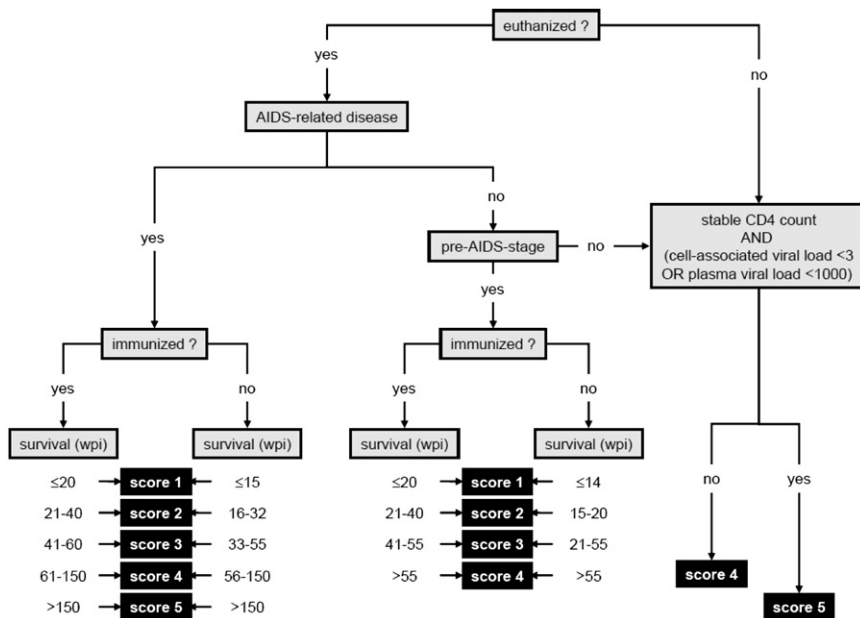 euthanized ?
yes
no
AIDS-related disease
yes
no
pre-AIDS-stage
no
stable CD4 count
AND
(cell-associated viral load <3
OR plasma viral load <1000)
yes
immunized ?
immunized ?
yes
no
yes
no
survival (wpi)
survival (wpi)
survival (wpi)
survival (wpi)
no
yes
≤20 score 1 ≤15
≤20 score 1 ≤14
21-40 score 2 16-32
21-40 score 2 15-20
41-60 score 3 33-55
41-55 score 3 21-55
61-150 score 4 56-150
>55 score 4 >55
score 4
>150 score 5 >150
score 5